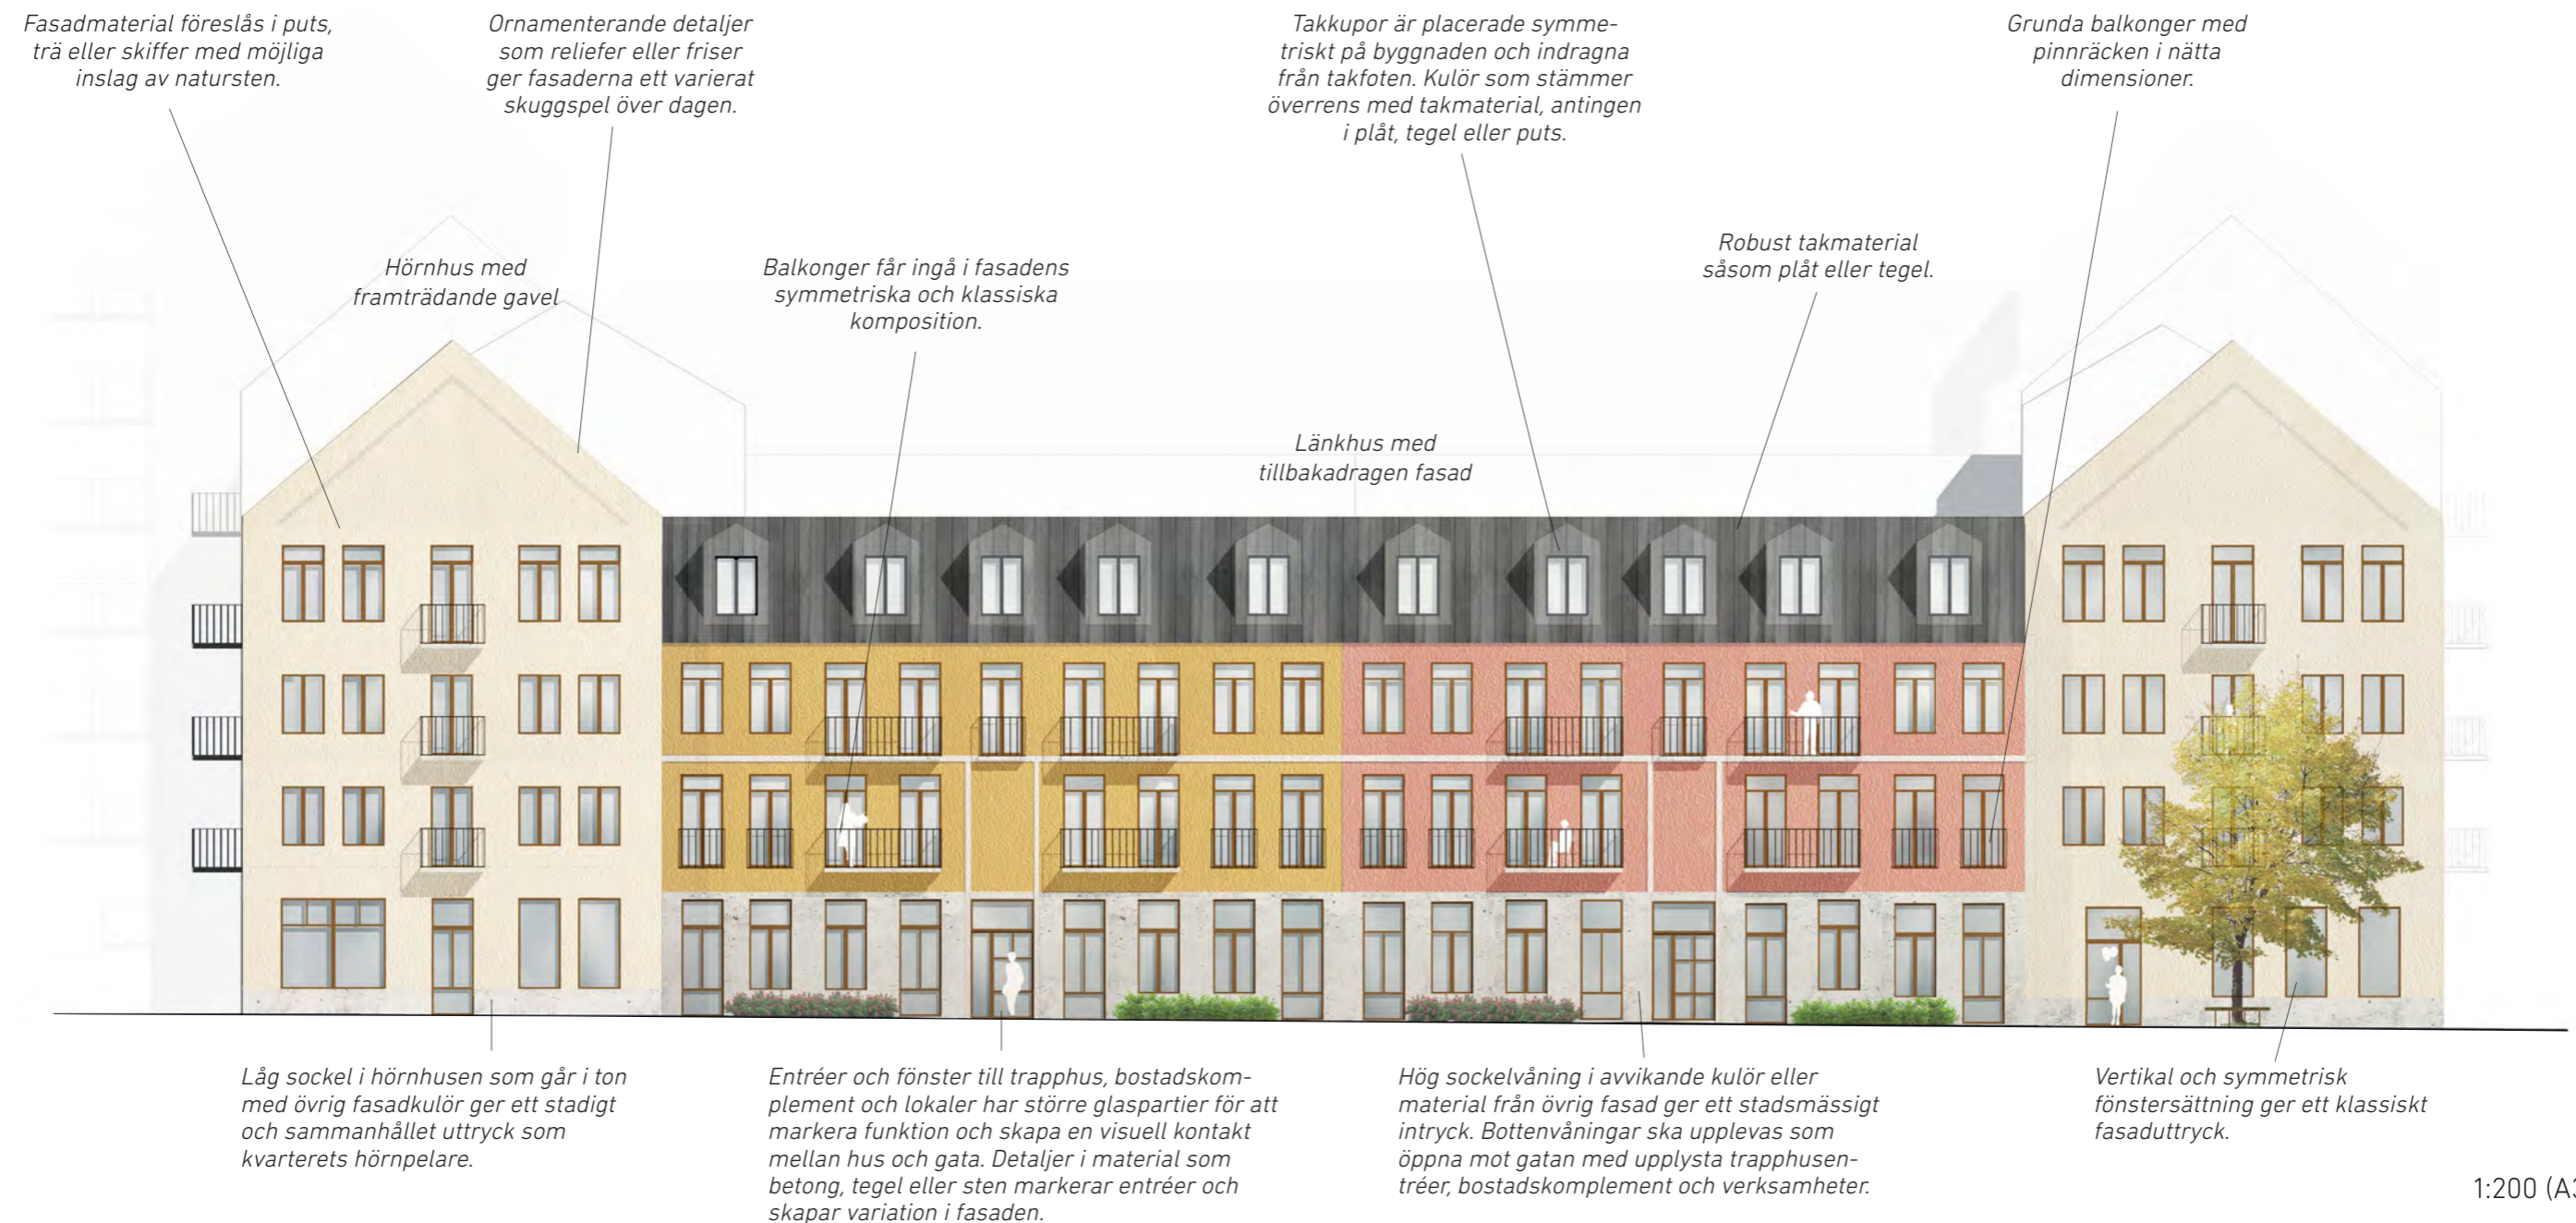 Fasadmaterial föreslås i puts,
trä eller skiffer med möjliga
inslag av natursten.
Ornamenterande detaljer
som reliefer eller friser
ger fasaderna ett varierat
skuggspel över dagen.
Takkupor är placerade symme-
triskt på byggnaden och indragna
från takfoten. Kulör som stämmer
överrens med takmaterial, antingen
i plåt, tegel eller puts.
Grunda balkonger med
pinnräcken i nätta
dimensioner.
Hörnhus med
framträdande gavel
Balkonger får ingå i fasadens
symmetriska och klassiska
komposition.
Robust takmaterial
såsom plåt eller tegel.
Länkhus med
tillbakadragen fasad
Låg sockel i hörnhusen som går i ton
med övrig fasadkulör ger ett stadigt
och sammanhållet uttryck som
kvarterets hörnpelare.
Entréer och fönster till trapphus, bostadskom-
plement och lokaler har större glaspartier för att
markera funktion och skapa en visuell kontakt
mellan hus och gata. Detaljer i material som
betong, tegel eller sten markerar entréer och
skapar variation i fasaden.
Hög sockelvåning i avvikande kulör eller
material från övrig fasad ger ett stadsmässigt
intryck. Bottenvåningar ska upplevas som
öppna mot gatan med upplysta trapphusen-
tréer, bostadskomplement och verksamheter.
Vertikal och symmetrisk
fönstersättning ger ett klassiskt
fasaduttryck.
1:200 (A3